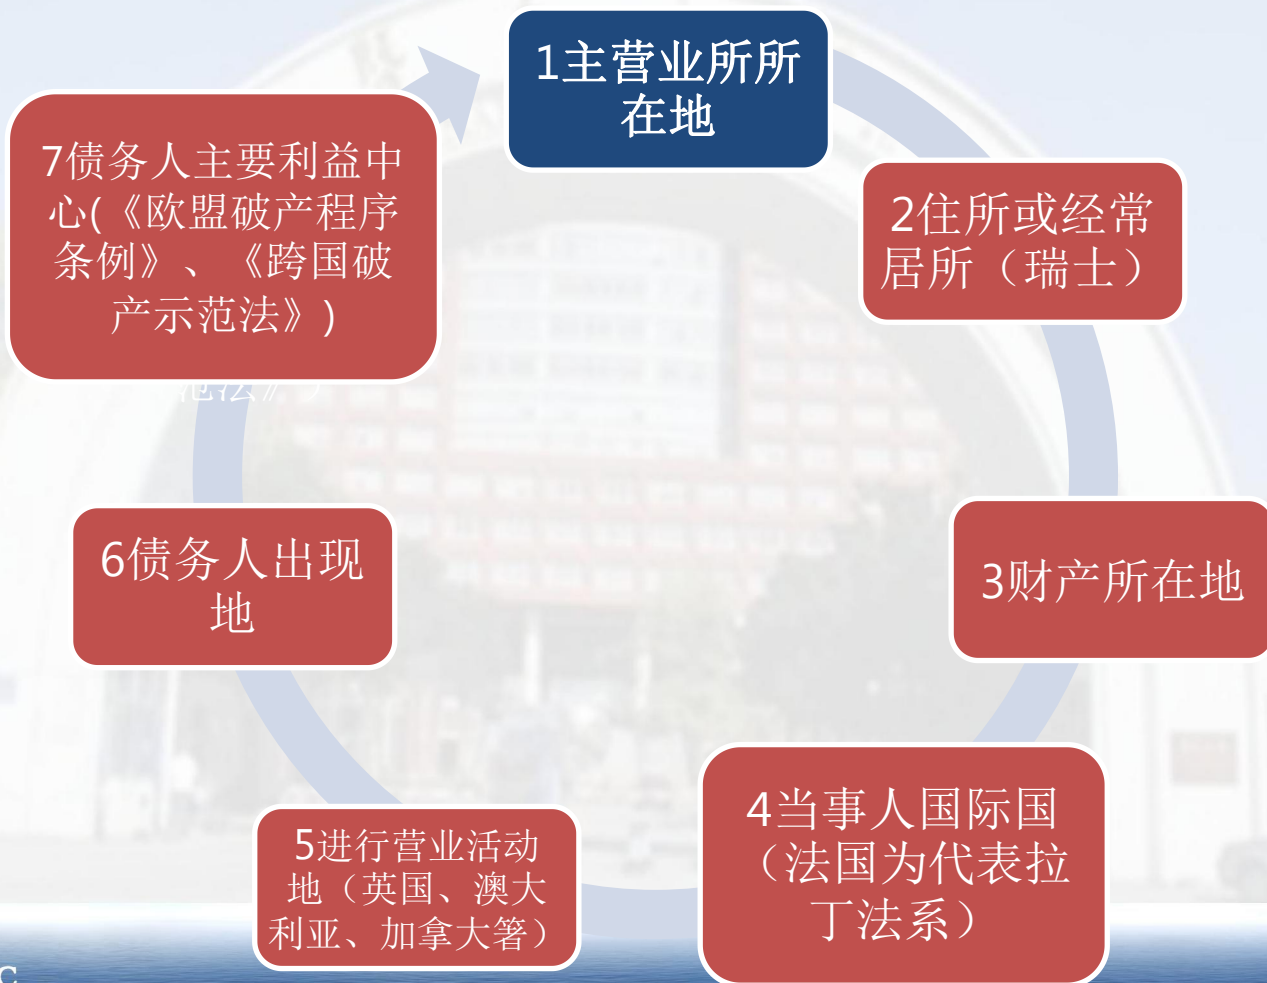 1主营业所所
在地
2住所或经常
居所（瑞士）
3财产所在地
4当事人国际国
（法国为代表拉
丁法系）
5进行营业活动
地（英国、澳大
利亚、加拿大箸）
6债务人出现
地
7债务人主要利益中
心(《欧盟破产程序
条例》、《跨国破
产示范法》)
范法》）
C